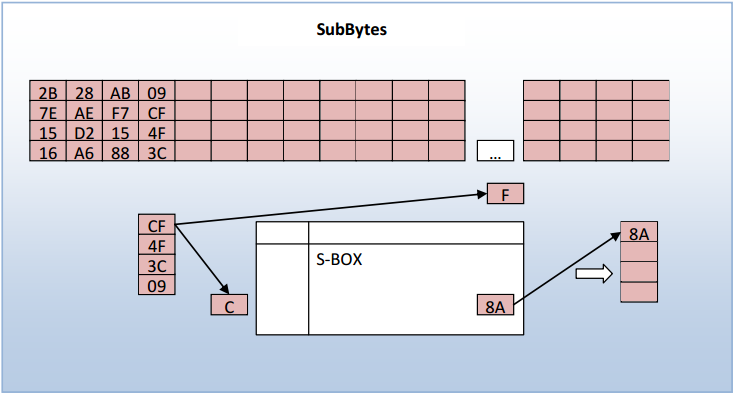 SubBytes
2B 28 AB 09
7E AE F7 CF
15 D2 15 4F
16 A6 88 3C
...
F
CF
4F
3C
09
C
S-BOX
8A
8A